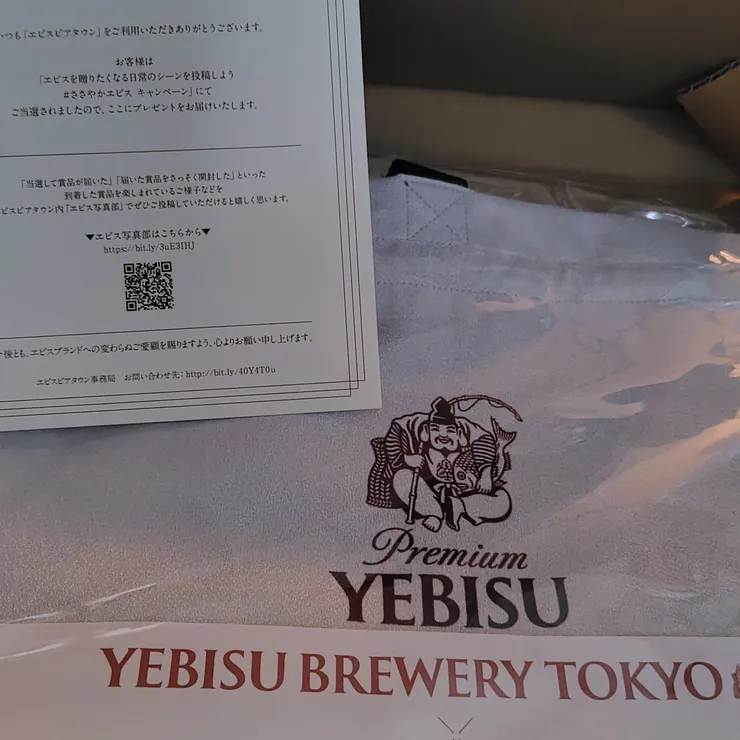 いつも「エビスビアタウン」をご利用いただきありがとうございます。
お客様は
「エビスを贈りたくなる日常のシーンを投稿しよう
#ささやかエビス キャンペーン」にて
ご当選されましたので、ここにプレゼントをお届けいたします。
「当選して賞品が届いた」「届いた賞品をさっそく開封した」といった
到着した賞品を楽しまれているご様子などを
ビスビアタウン内「エビス写真部」でぜひご投稿していただけると嬉しく思います。
▼エビス写真部はこちらから▼
https://bit.ly/3uE3IHJ
後とも、エビスブランドへの変わらぬご愛顧を賜りますよう、心よりお願い申し上げます。
エビスビアタウン事務局 お問い合わせ先:http://bit.ly/40Y4T0u
Premium
YEBISU
YEBISU BREWERY TOKYO